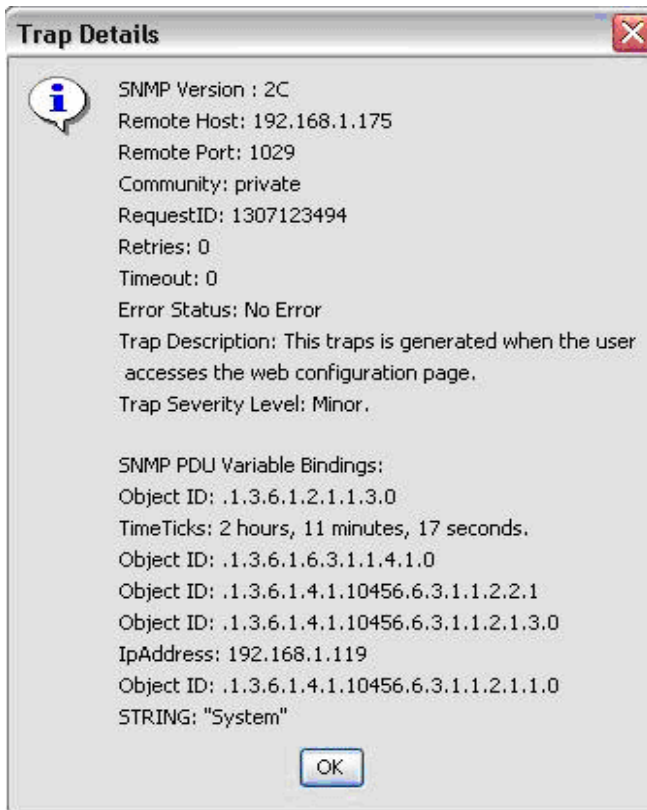 Trap Details
SNMP Version : 2C
Remote Host: 192.168.1.175
Remote Port: 1029
Community: private
RequestID: 1307123494
Retries: 0
Timeout: 0
Error Status: No Error
Trap Description: This traps is generated when the user
accesses the web configuration page.
Trap Severity Level: Minor.
SNMP PDU Variable Bindings:
Object ID: .1.3.6.1.2.1.1.3.0
TimeTicks: 2 hours, 11 minutes, 17 seconds.
Object ID: .1.3.6.1.6.3.1.1.4.1.0
Object ID: .1.3.6.1.4.1.10456.6.3.1.1.2.2.1
Object ID: .1.3.6.1.4.1.10456.6.3.1.1.2.1.3.0
IpAddress: 192.168.1.119
Object ID: .1.3.6.1.4.1.10456.6.3.1.1.2.1.1.0
STRING: "System"
OK